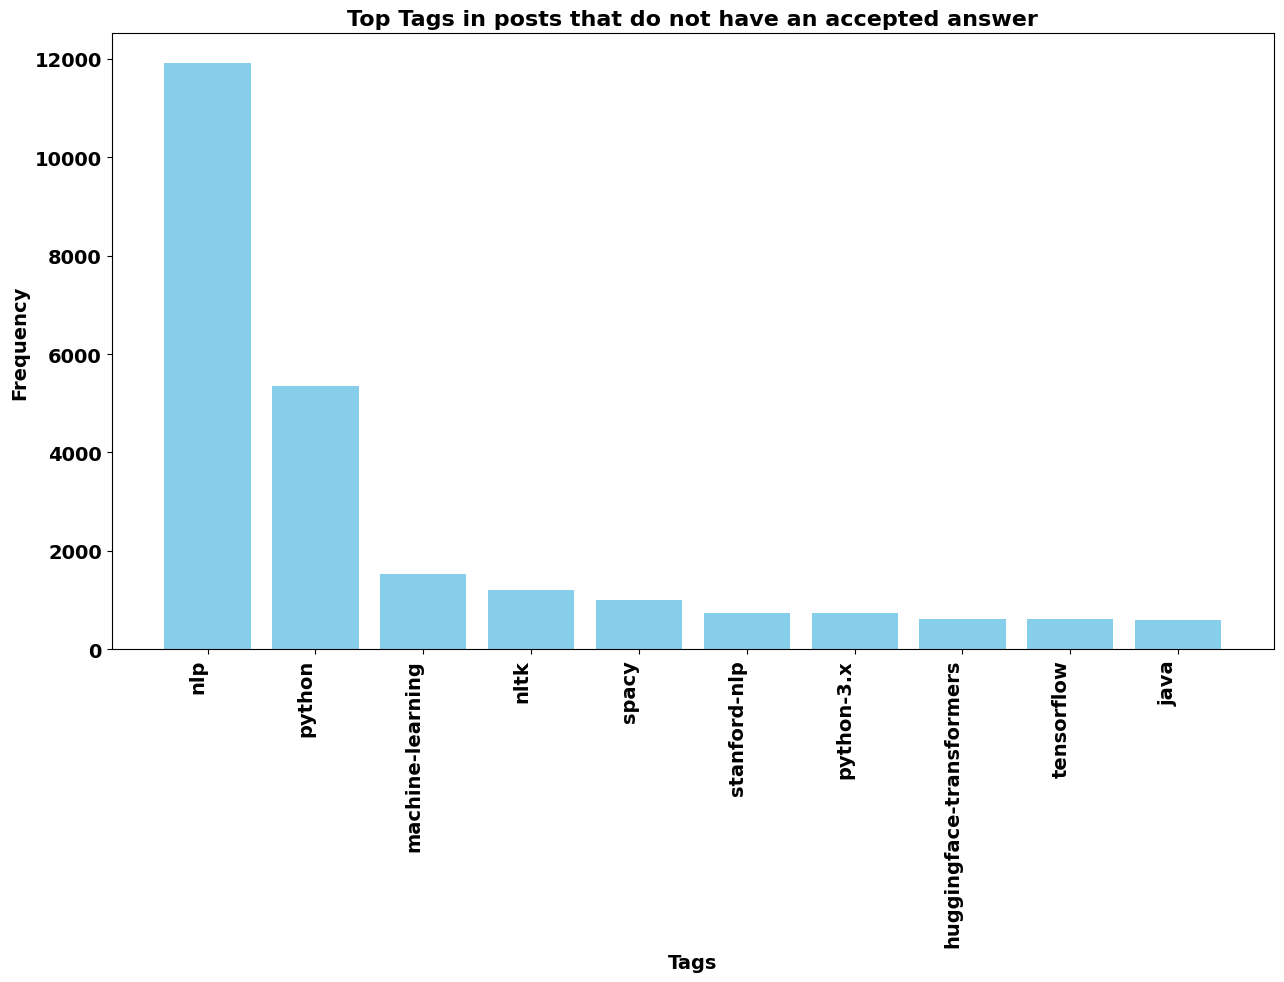 Top Tags in posts that do not have an accepted answer
12000
10000
8000
6000
4000
2000
0
Frequency
nlp
python
machine-learning
nltk
spacy
stanford-nlp
python-3.x
huggingface-transformers
tensorflow
java
Tags